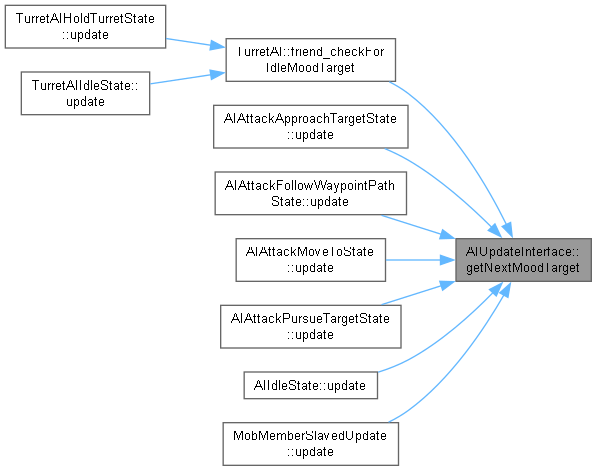 TurretAIHoldTurretState
::update
TurretAI::friend_checkFor
IdleMoodTarget
TurretAIIdleState::
update
AIAttackApproachTargetState
::update
AIAttackFollowWaypointPath
State::update
AIAttackMoveToState
::update
AIUpdateInterface::
getNextMoodTarget
AIAttackPursueTargetState
::update
AIIdleState::update
MobMemberSlavedUpdate
::update